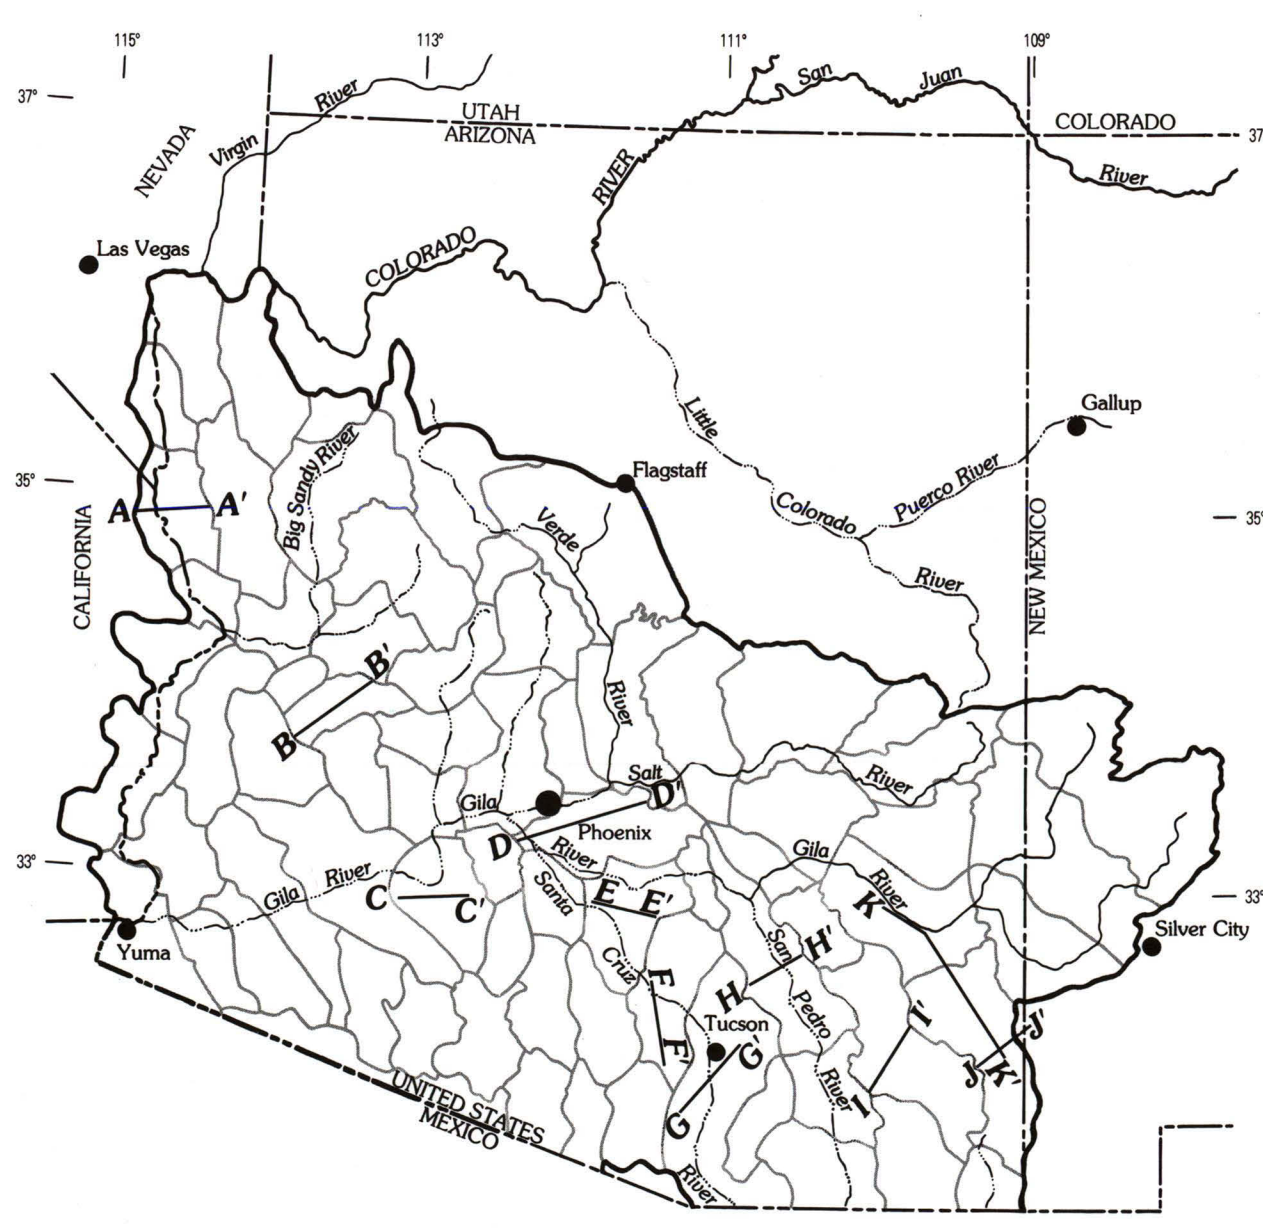 115°
113°
111°
109°
37°
37
35°
35°
33°
33°
NEVADA
Virgin River
UTAH
ARIZONA
San Juan River
COLORADO
Las Vegas
COLORADO RIVER
Little Colorado River
Puerco River
Gallup
Flagstaff
Big Sandy River
Verde River
CALIFORNIA
NEW MEXICO
A A'
B B'
Salt River
Gila River
Phoenix
D D'
C C'
Gila River
Gila River
E E'
Santa Cruz River
F F'
San Pedro River
H H'
K K'
Silver City
Yuma
Tucson
G G'
I I'
J J'
UNITED STATES
MEXICO